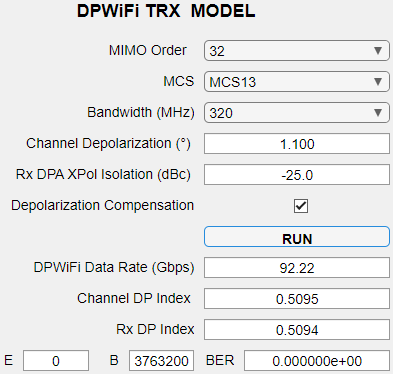 DPWiFi TRX MODEL
MIMO Order 32
MCS MCS13
Bandwidth (MHz) 320
Channel Depolarization (°) 1.100
Rx DPA XPol Isolation (dBc) -25.0
Depolarization Compensation
RUN
DPWiFi Data Rate (Gbps) 92.22
Channel DP Index 0.5095
Rx DP Index 0.5094
E 0 B 3763200 BER 0.000000e+00